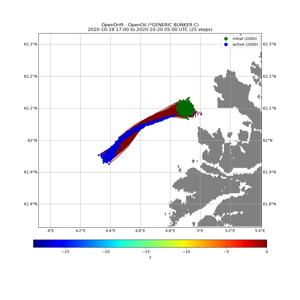 OpenDrift - OpenOil (*GENERIC BUNKER C)
2020-10-19 17:00 to 2020-10-20 05:00 UTC (25 steps)
initial (2000)
active (2000)
62.3°N 62.3°N
62.2°N 62.2°N
62.1°N 62.1°N
62°N 62°N
61.9°N 61.9°N
61.8°N 61.8°N
4°E 4.2°E 4.4°E 4.6°E 4.8°E 5°E 5.2°E 5.4°E
−25 −20 −15 −10 −5 0
z